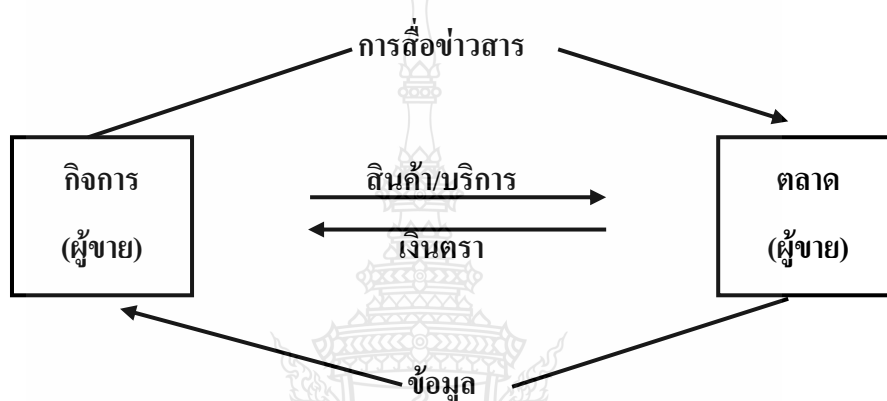 การสื่อข่าวสาร
กิจการ
(ผู้ขาย)
สินค้า/บริการ
เงินตรา
ตลาด
(ผู้ขาย)
ข้อมูล